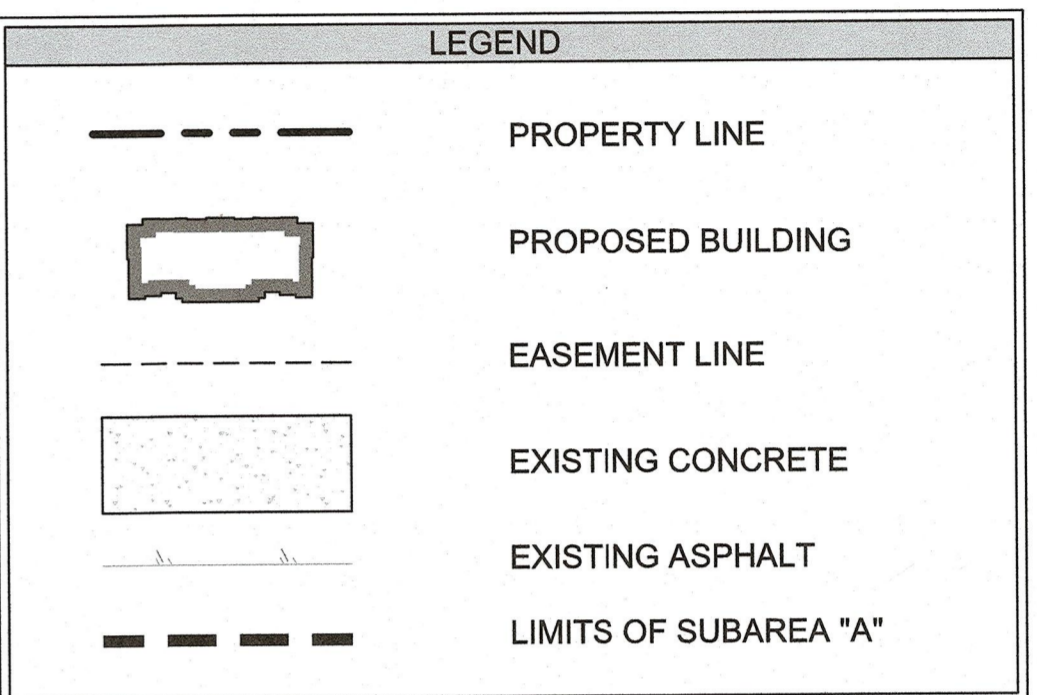 LEGEND
PROPERTY LINE
PROPOSED BUILDING
EASEMENT LINE
EXISTING CONCRETE
EXISTING ASPHALT
LIMITS OF SUBAREA "A"